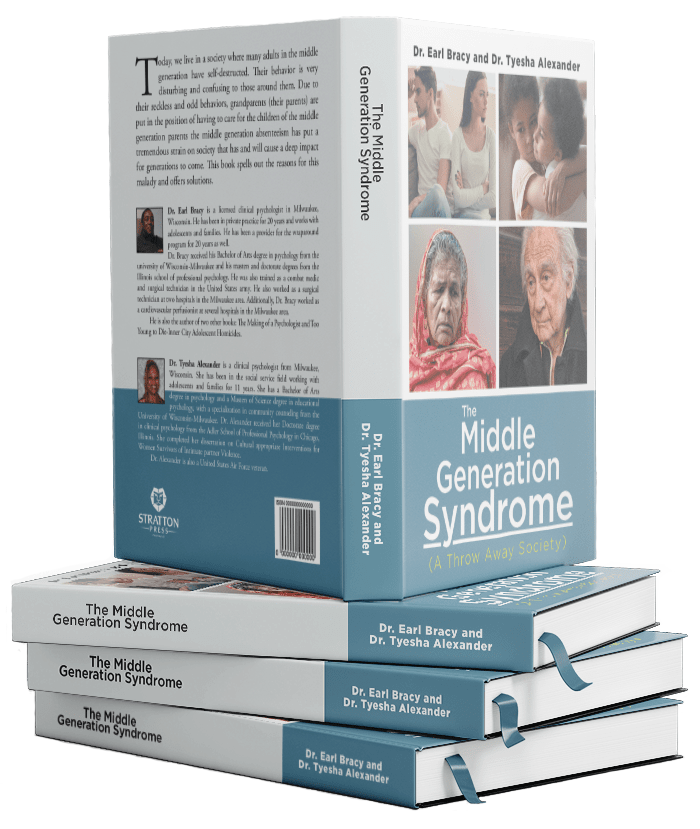 Today, we live in a society where many adults in the middle
generation have self-destructed. Their behavior is very
disturbing and confusing to those around them. Due to
their reckless and odd behaviors, grandparents (their parents) are
put in the position of having to care for the children of the middle
generation parents the middle generation absenteeism has put a
tremendous strain on society that has and will cause a deep impact
for generations to come. This book spells out the reasons for this
malady and offers solutions.
Dr. Earl Bracy is a licensed clinical psychologist in Milwaukee,
Wisconsin. He has been in private practice for 20 years and works with
adolescents and families. He has been a provider for the wraparound
program for 20 years as well.
Dr. Bracy received his Bachelor of Arts degree in psychology from the
university of Wisconsin-Milwaukee and his masters and doctorate degrees from the
Illinois school of professional psychology. He was also trained as a combat medic
and surgical technician in the United States army. He also worked as a surgical
technician at two hospitals in the Milwaukee area. Additionally, Dr. Bracy worked
as a cardiovascular perfusionist at several hospitals in the Milwaukee area.
He is also the author of two other books: The Making of a Psychologist and Too
Young to Die-Inner City Adolescent Homicides.
Dr. Tyesha Alexander is a clinical psychologist from Milwaukee,
Wisconsin. She has been in the social service field working with
adolescents and families for 11 years. She has a Bachelor of Arts
degree in psychology and a Masters of Science degree in educational
psychology, with a specialization in community counseling from the
University of Wisconsin-Milwaukee. Dr. Alexander received her Doctorate degree
in clinical psychology from the Adler School of Professional Psychology in Chicago,
Illinois. She completed her dissertation on Cultural appropriate Interventions for
Women Survivors of Intimate partner Violence.
Dr. Alexander is also a United States Air Force veteran.
STRATTON
PRESS
The Middle
Generation Syndrome
Dr. Earl Bracy and
Dr. Tyesha Alexander
Dr. Earl Bracy and Dr. Tyesha Alexander
The
Middle
Generation
Syndrome
(A Throw Away Society)
The Middle
Generation Syndrome
Dr. Earl Bracy and
Dr. Tyesha Alexander
The Middle
Generation Syndrome
Dr. Earl Bracy and
Dr. Tyesha Alexander
The Middle
Generation Syndrome
Dr. Earl Bracy and
Dr. Tyesha Alexander